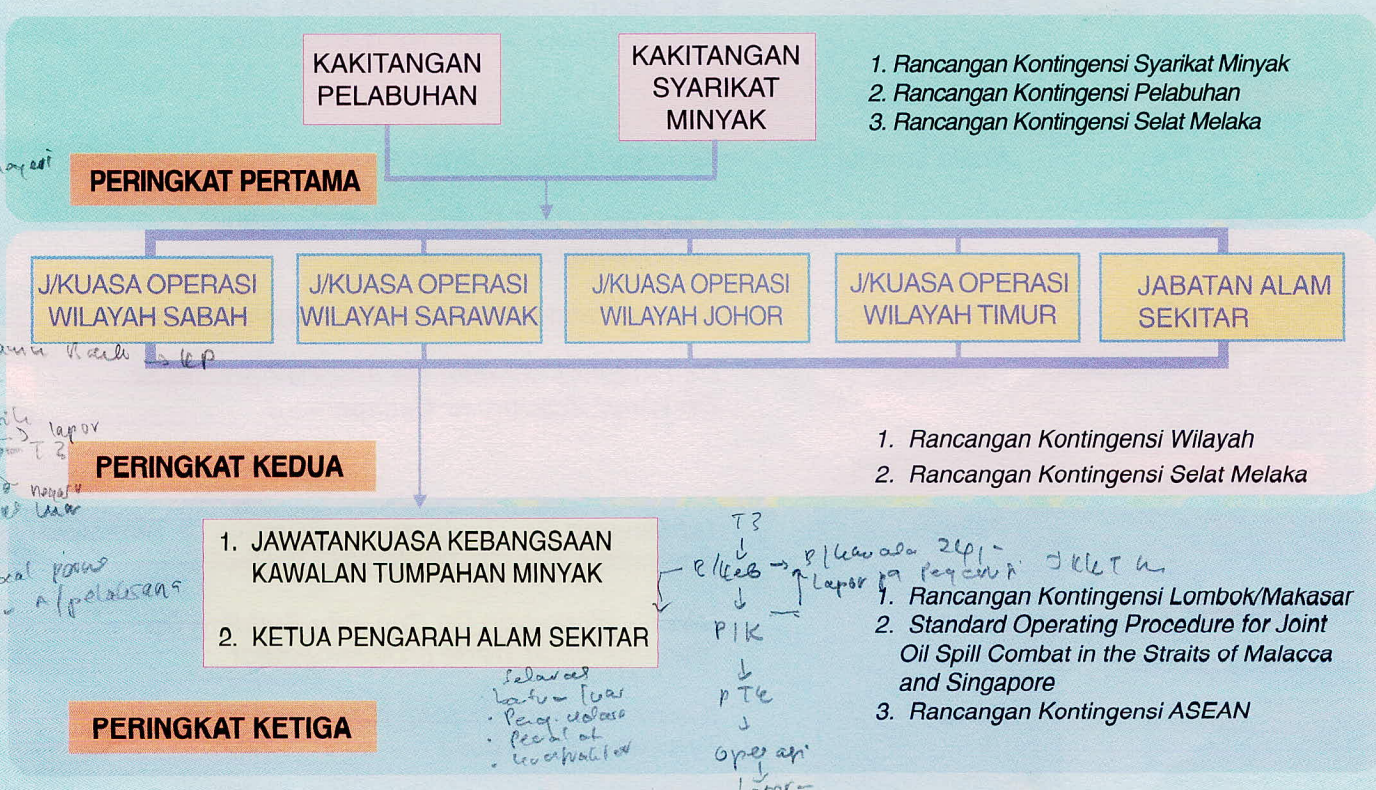 KAKITANGAN
PELABUHAN
KAKITANGAN
SYARIKAT
MINYAK
1. Rancangan Kontingensi Syarikat Minyak
2. Rancangan Kontingensi Pelabuhan
3. Rancangan Kontingensi Selat Melaka
PERINGKAT PERTAMA
J/KUASA OPERASI
WILAYAH SABAH
J/KUASA OPERASI
WILAYAH SARAWAK
J/KUASA OPERASI
WILAYAH JOHOR
J/KUASA OPERASI
WILAYAH TIMUR
JABATAN ALAM
SEKITAR
→ KP
lapor
T3
PERINGKAT KEDUA
1. Rancangan Kontingensi Wilayah
2. Rancangan Kontingensi Selat Melaka
1. JAWATANKUASA KEBANGSAAN
KAWALAN TUMPAHAN MINYAK
2. KETUA PENGARAH ALAM SEKITAR
T3
P/K
PTK
operasi
1. Rancangan Kontingensi Lombok/Makasar
2. Standard Operating Procedure for Joint
Oil Spill Combat in the Straits of Malacca
and Singapore
3. Rancangan Kontingensi ASEAN
PERINGKAT KETIGA